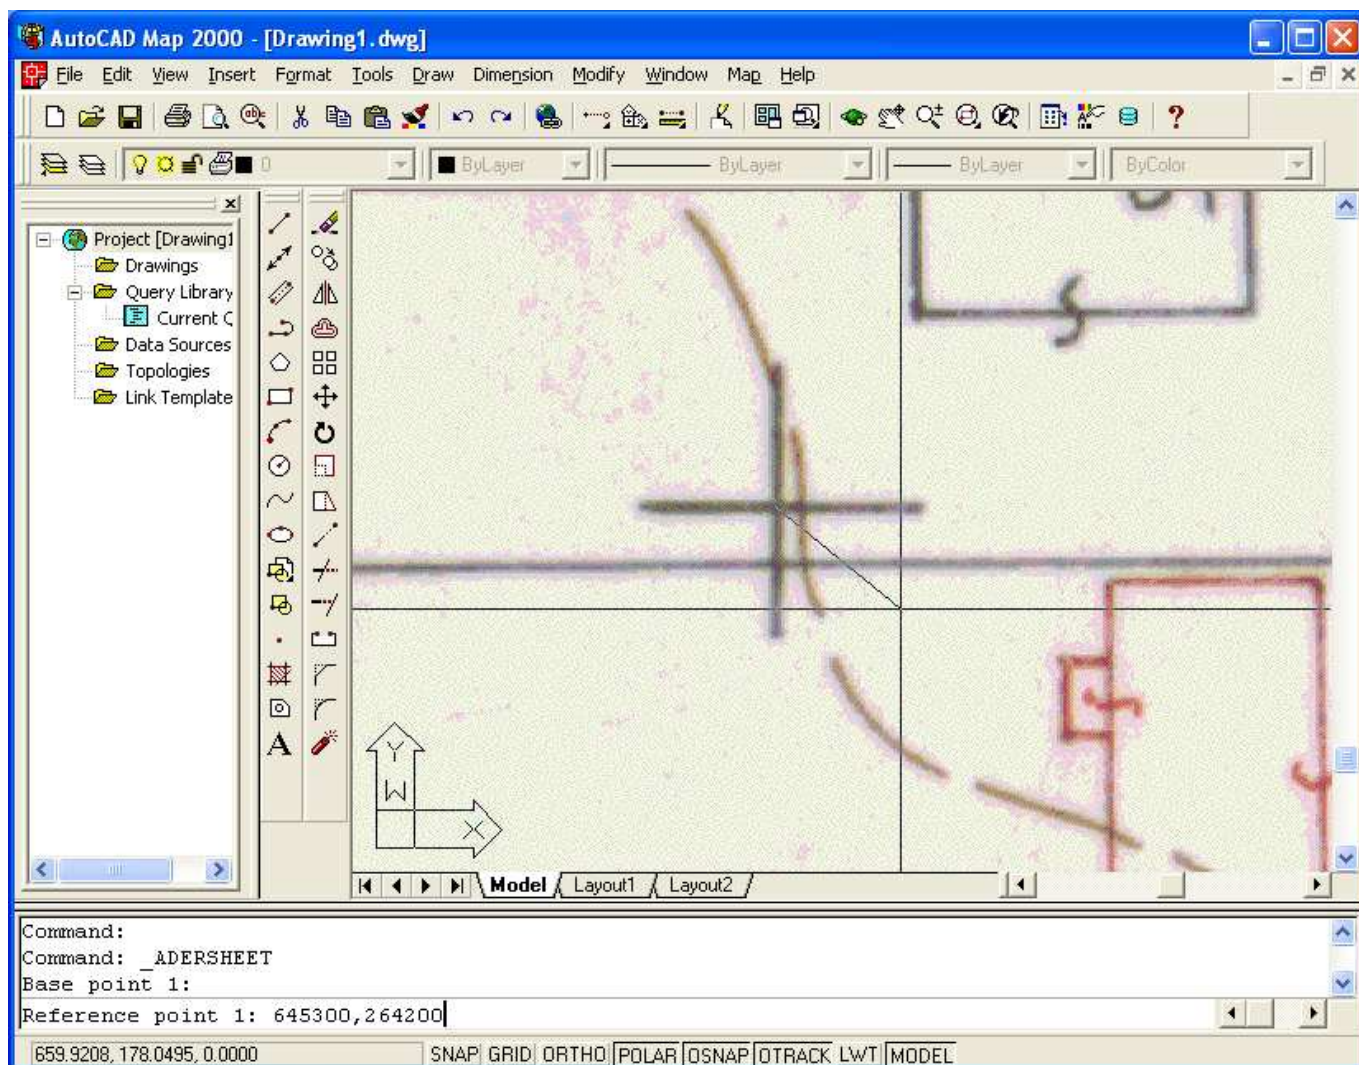 AutoCAD Map 2000 - [Drawing1.dwg]
File Edit View Insert Format Tools Draw Dimension Modify Window Map Help
0 ByLayer ByLayer ByLayer ByColor
Project [Drawing1
Drawings
Query Library
Current
Data Sources
Topologies
Link Template
A
Y
W
X
Model Layout1 Layout2
Command:
Command: _ADERSHEET
Base point 1:
Reference point 1: 645300,264200
659.9208, 178.0495, 0.0000 SNAP GRID ORTHO POLAR OSNAP OTRACK LWT MODEL